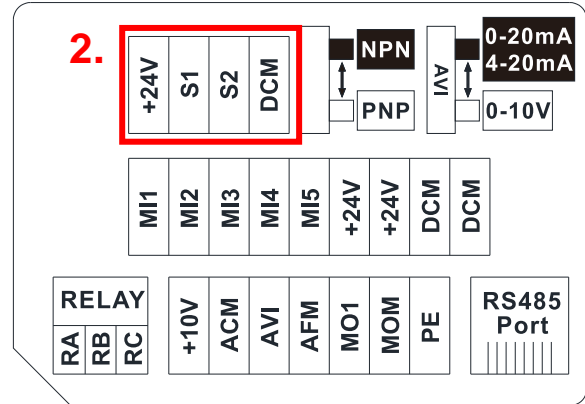 2.
+24V S1 S2 DCM
NPN
PNP
AVI
0-20mA
4-20mA
0-10V
MI1 MI2 MI3 MI4 MI5 +24V +24V DCM DCM
RELAY
RA RB RC
+10V ACM AVI AFM MO1 MOM PE
RS485
Port